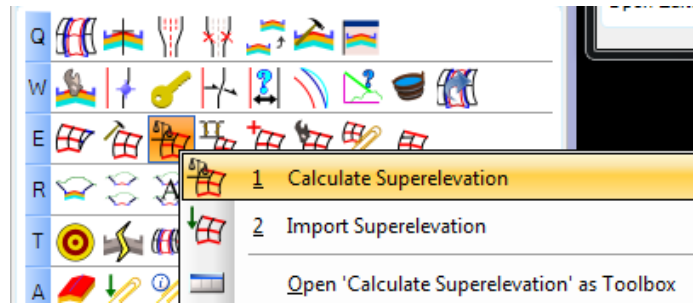 Q
W
E
1 Calculate Superelevation
R
2 Import Superelevation
T
Open 'Calculate Superelevation' as Toolbox
A